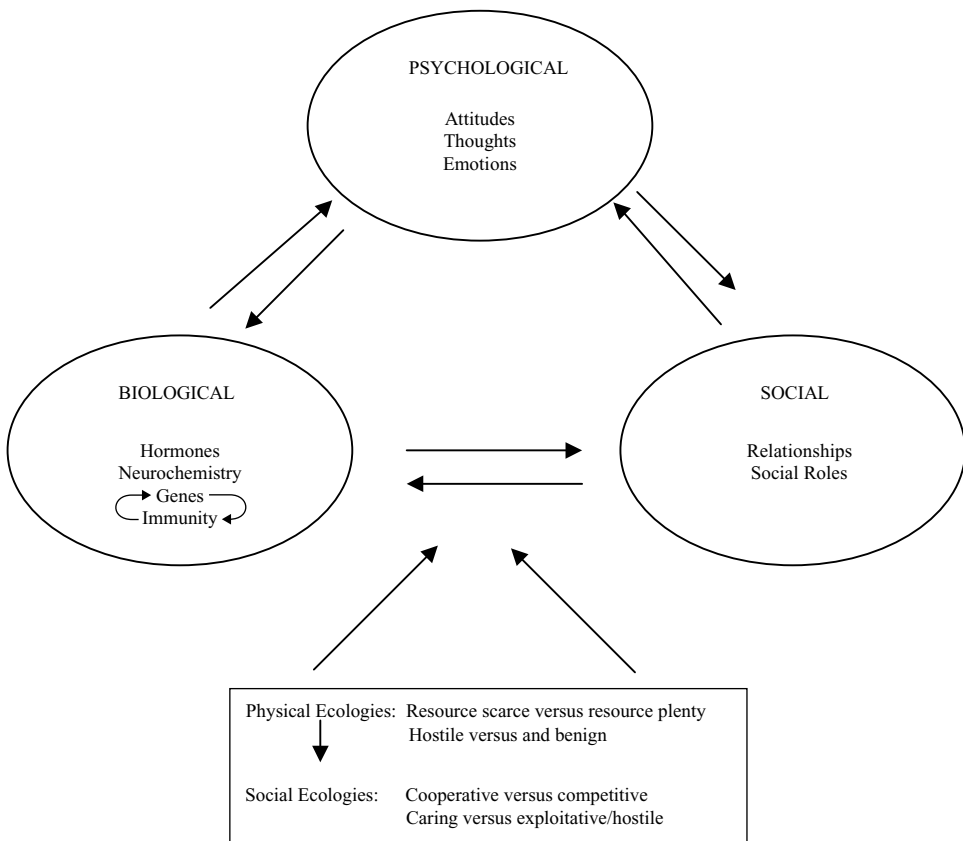 PSYCHOLOGICAL
Attitudes
Thoughts
Emotions
BIOLOGICAL
Hormones
Neurochemistry
Genes
Immunity
SOCIAL
Relationships
Social Roles
Physical Ecologies: Resource scarce versus resource plenty
Hostile versus and benign
Social Ecologies: Cooperative versus competitive
Caring versus exploitative/hostile